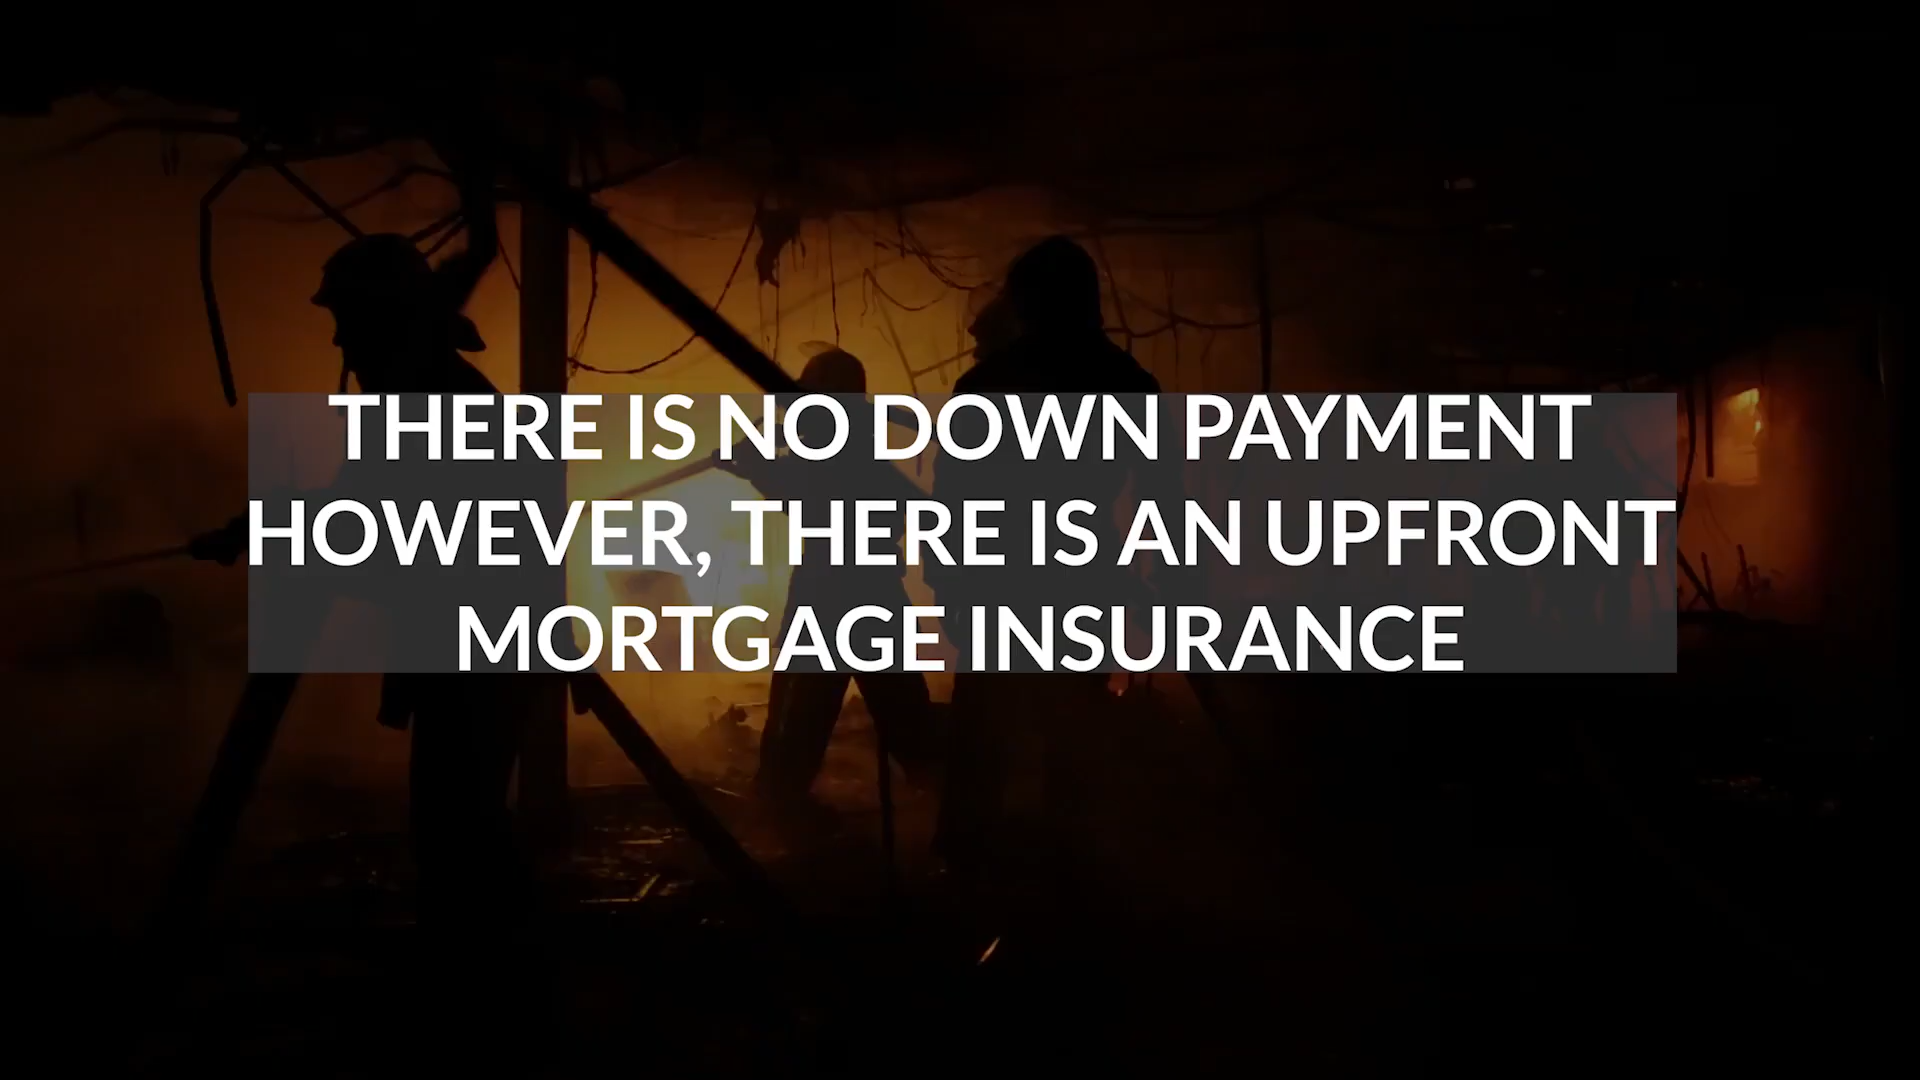 THERE IS NO DOWN PAYMENT
HOWEVER, THERE IS AN UPFRONT
MORTGAGE INSURANCE